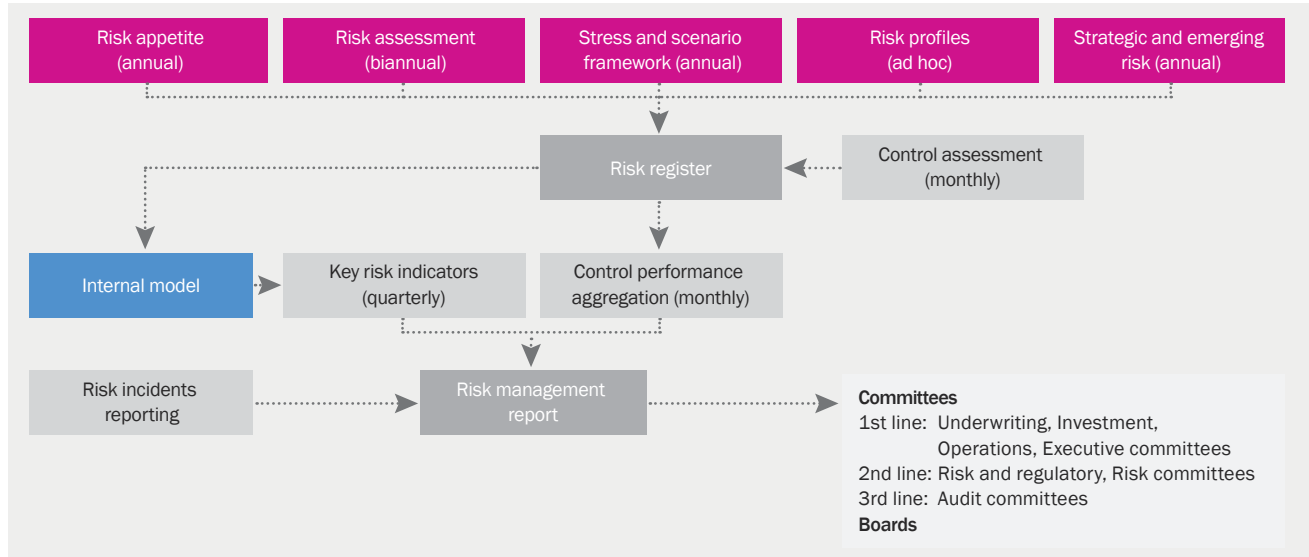 Risk appetite
(annual)
Risk assessment
(biannual)
Stress and scenario
framework (annual)
Risk profiles
(ad hoc)
Strategic and emerging
risk (annual)
Risk register
Control assessment
(monthly)
Internal model
Key risk indicators
(quarterly)
Control performance
aggregation (monthly)
Risk incidents
reporting
Risk management
report
Committees
1st line: Underwriting, Investment,
Operations, Executive committees
2nd line: Risk and regulatory, Risk committees
3rd line: Audit committees
Boards